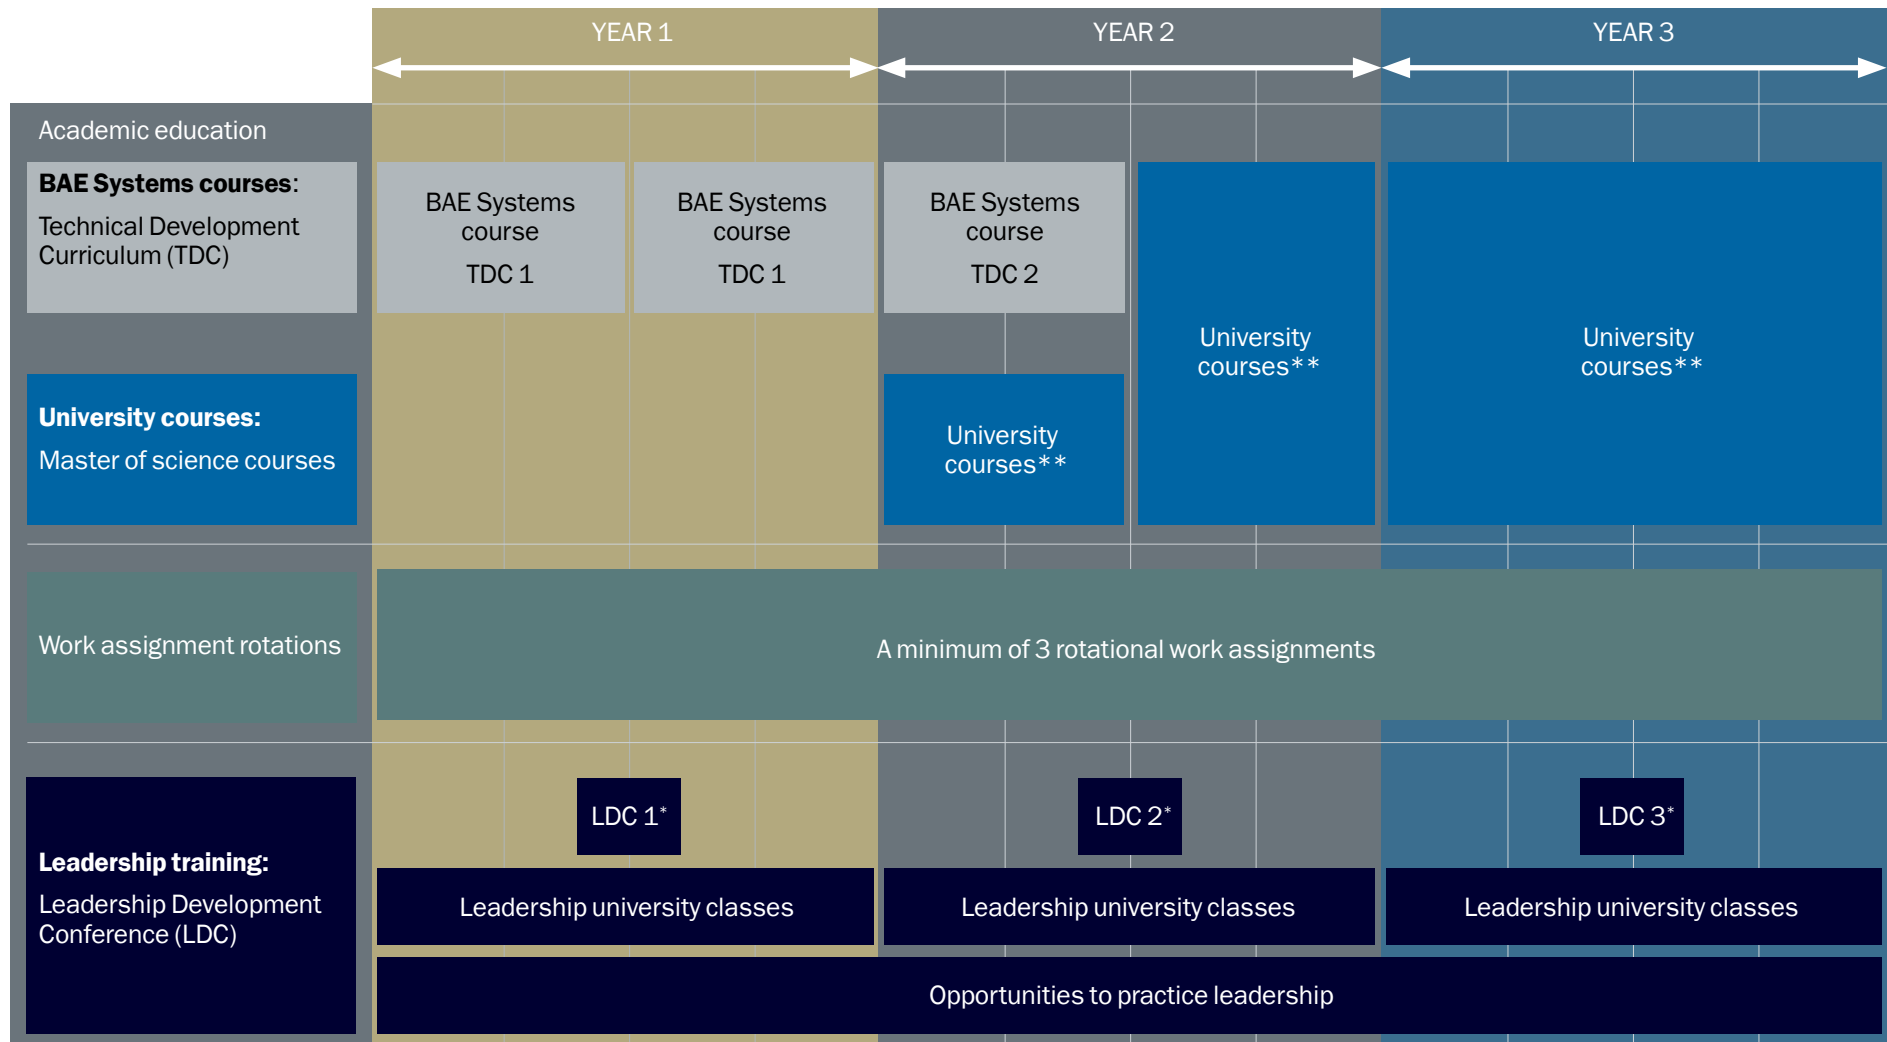 YEAR 1
YEAR 2
YEAR 3
Academic education
BAE Systems courses:
Technical Development
Curriculum (TDC)
BAE Systems
course
TDC 1
BAE Systems
course
TDC 1
BAE Systems
course
TDC 2
University
courses**
University
courses**
University courses:
Master of science courses
University
courses**
Work assignment rotations
A minimum of 3 rotational work assignments
Leadership training:
Leadership Development
Conference (LDC)
LDC 1*
LDC 2*
LDC 3*
Leadership university classes
Leadership university classes
Leadership university classes
Opportunities to practice leadership